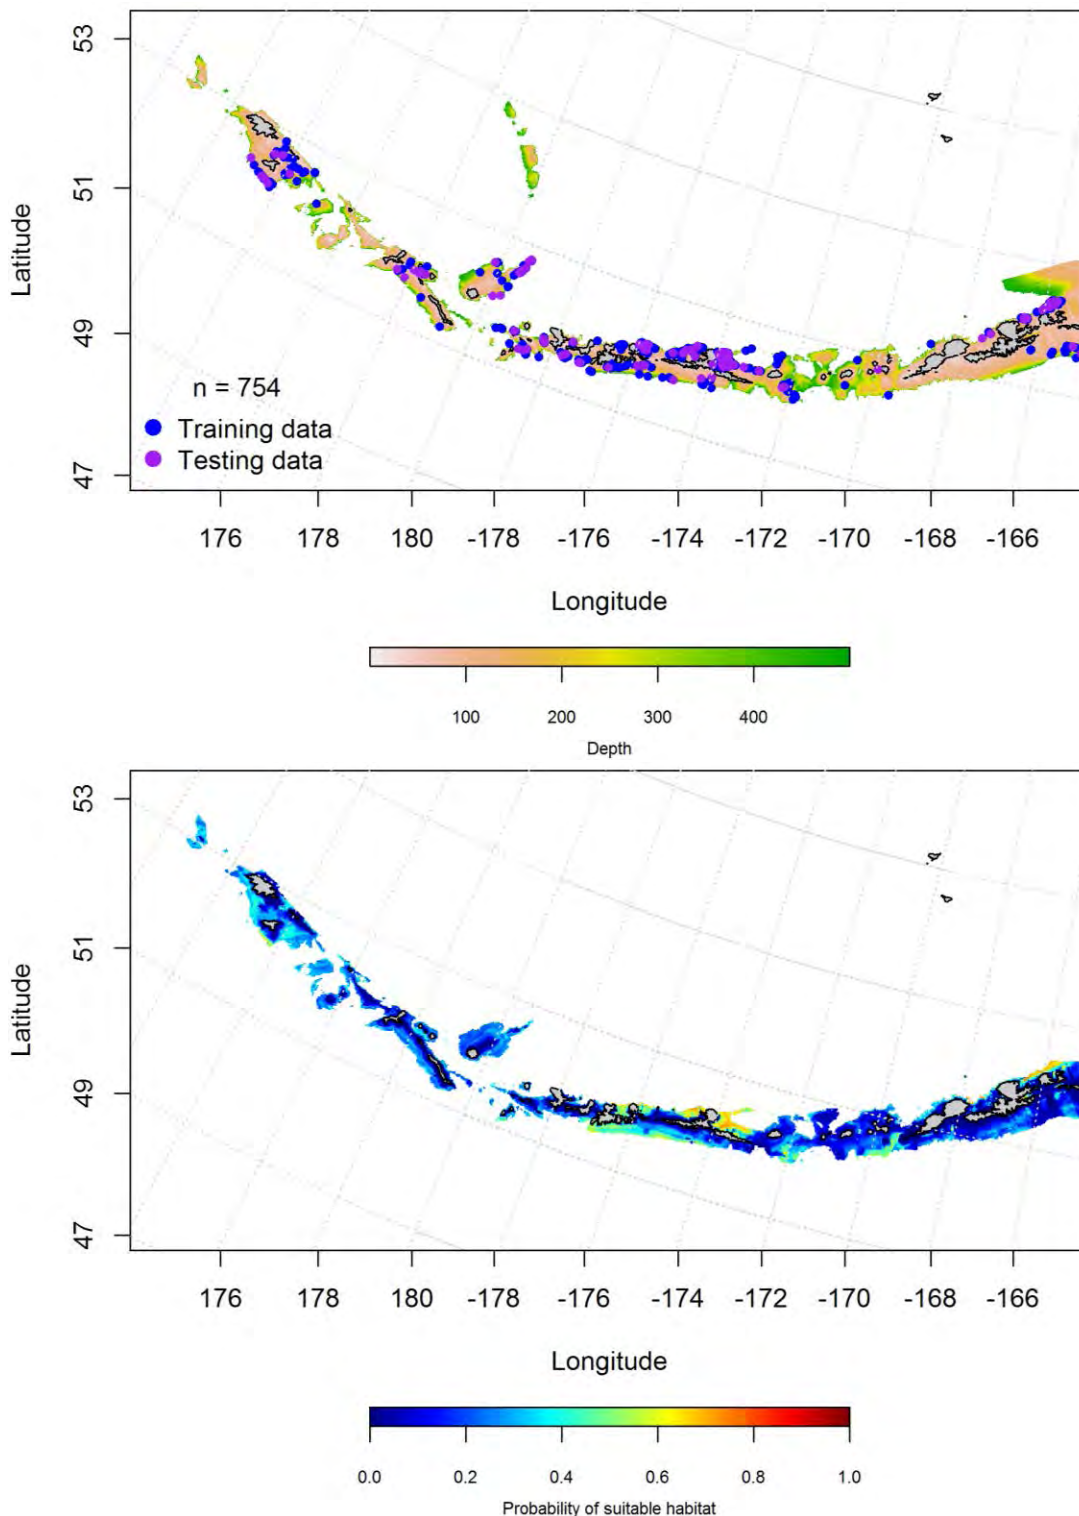 53
51
49
47
Latitude
n = 754
Training data
Testing data
176 178 180 -178 -176 -174 -172 -170 -168 -166
Longitude
100 200 300 400
Depth
53
51
49
47
Latitude
176 178 180 -178 -176 -174 -172 -170 -168 -166
Longitude
0.0 0.2 0.4 0.6 0.8 1.0
Probability of suitable habitat